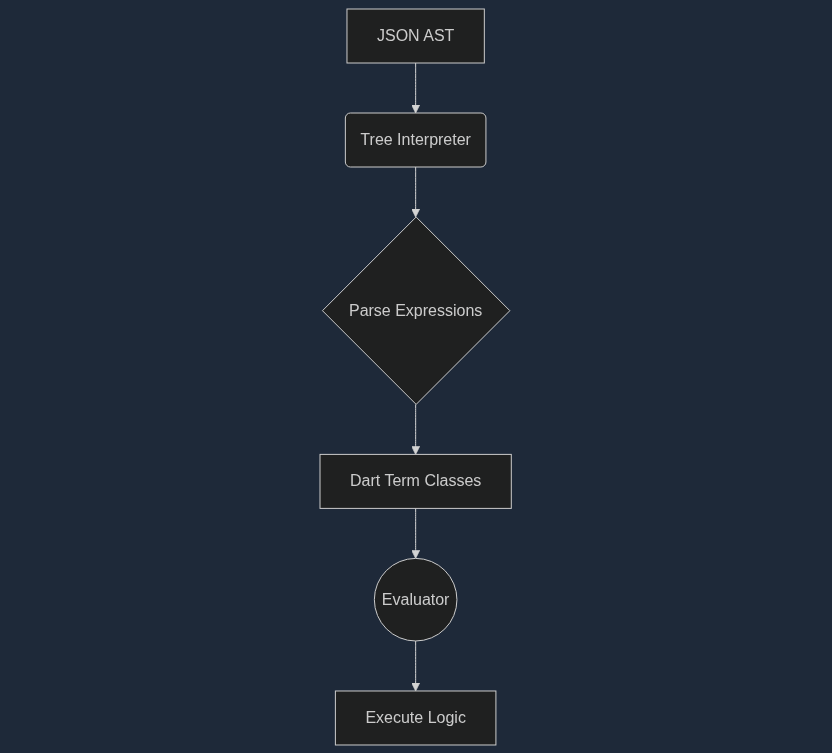 JSON AST
Tree Interpreter
Parse Expressions
Dart Term Classes
Evaluator
Execute Logic